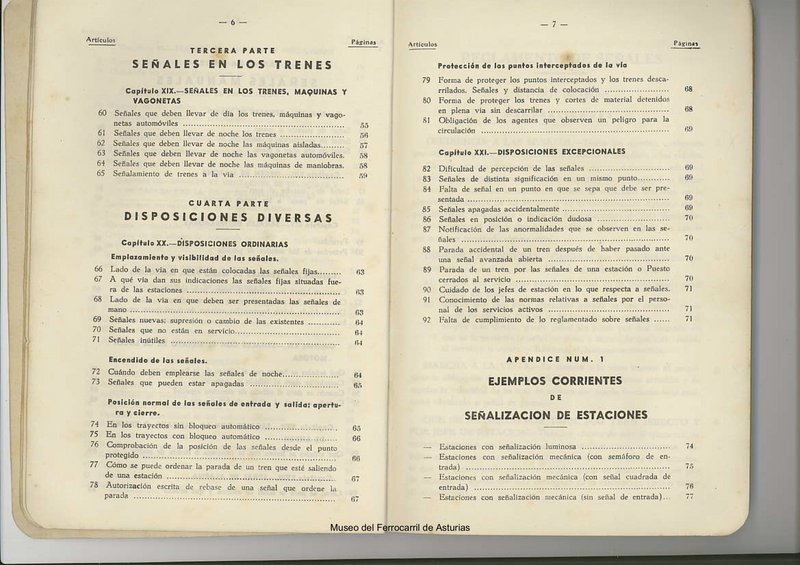 — 6 —
Artículos
Páginas
TERCERA PARTE
SEÑALES EN LOS TRENES
Capítulo XIX.—SEÑALES EN LOS TRENES, MAQUINAS Y
VAGONETAS
60 Señales que deben llevar de día los trenes, máquinas y vago-
netas automóviles ... 55
61 Señales que deben llevar de noche los trenes ... 56
62 Señales que deben llevar de noche las máquinas aisladas ... 57
63 Señales que deben llevar de noche las vagonetas automóviles. 58
64 Señales que deben llevar de noche las máquinas de maniobras. 58
65 Señalamiento de trenes a la vía ... 59
CUARTA PARTE
DISPOSICIONES DIVERSAS
Capítulo XX.—DISPOSICIONES ORDINARIAS
Emplazamiento y visibilidad de las señales.
66 Lado de la vía en que están colocadas las señales fijas ... 63
67 A qué vía dan sus indicaciones las señales fijas situadas fue-
ra de las estaciones ... 63
68 Lado de la vía en que deben ser presentadas las señales de
mano ... 63
69 Señales nuevas; supresión o cambio de las existentes ... 64
70 Señales que no están en servicio ... 64
71 Señales inútiles ... 64
Encendido de las señales.
72 Cuándo deben emplearse las señales de noche ... 64
73 Señales que pueden estar apagadas ... 65
Posición normal de las señales de entrada y salida: apertu-
ra y cierre.
74 En los trayectos sin bloqueo automático ... 65
75 En los trayectos con bloqueo automático ... 66
76 Comprobación de la posición de las señales desde el punto
protegido ... 66
77 Cómo se puede ordenar la parada de un tren que esté saliendo
de una estación ... 67
78 Autorización escrita de rebase de una señal que ordene la
parada ... 67
— 7 —
Artículos
Páginas
Protección de los puntos interceptados de la vía
79 Forma de proteger los puntos interceptados y los trenes desca-
rrilados. Señales y distancia de colocación ... 68
80 Forma de proteger los trenes y cortes de material detenidos
en plena vía sin descarrilar ... 68
81 Obligación de los agentes que observen un peligro para la
circulación ... 69
Capítulo XXI.—DISPOSICIONES EXCEPCIONALES
82 Dificultad de percepción de las señales ... 69
83 Señales de distinta significación en un mismo punto ... 69
84 Falta de señal en un punto en que se sepa que debe ser pre-
sentada ... 69
85 Señales apagadas accidentalmente ... 69
86 Señales en posición o indicación dudosa ... 70
87 Notificación de las anormalidades que se observen en las se-
ñales ... 70
88 Parada accidental de un tren después de haber pasado ante
una señal avanzada abierta ... 70
89 Parada de un tren por las señales de una estación o Puesto
cerrados al servicio ... 70
90 Cuidado de los jefes de estación en lo que respecta a señales. 71
91 Conocimiento de las normas relativas a señales por el perso-
nal de los servicios activos ... 71
92 Falta de cumplimiento de lo reglamentado sobre señales ... 71
APENDICE NUM. 1
EJEMPLOS CORRIENTES
DE
SEÑALIZACION DE ESTACIONES
— Estaciones con señalización luminosa ... 74
— Estaciones con señalización mecánica (con semáforo de en-
trada) ... 75
— Estaciones con señalización mecánica (con señal cuadrada de
entrada) ... 76
— Estaciones con señalización mecánica (sin señal de entrada) ... 77
Museo del Ferrocarril de Asturias